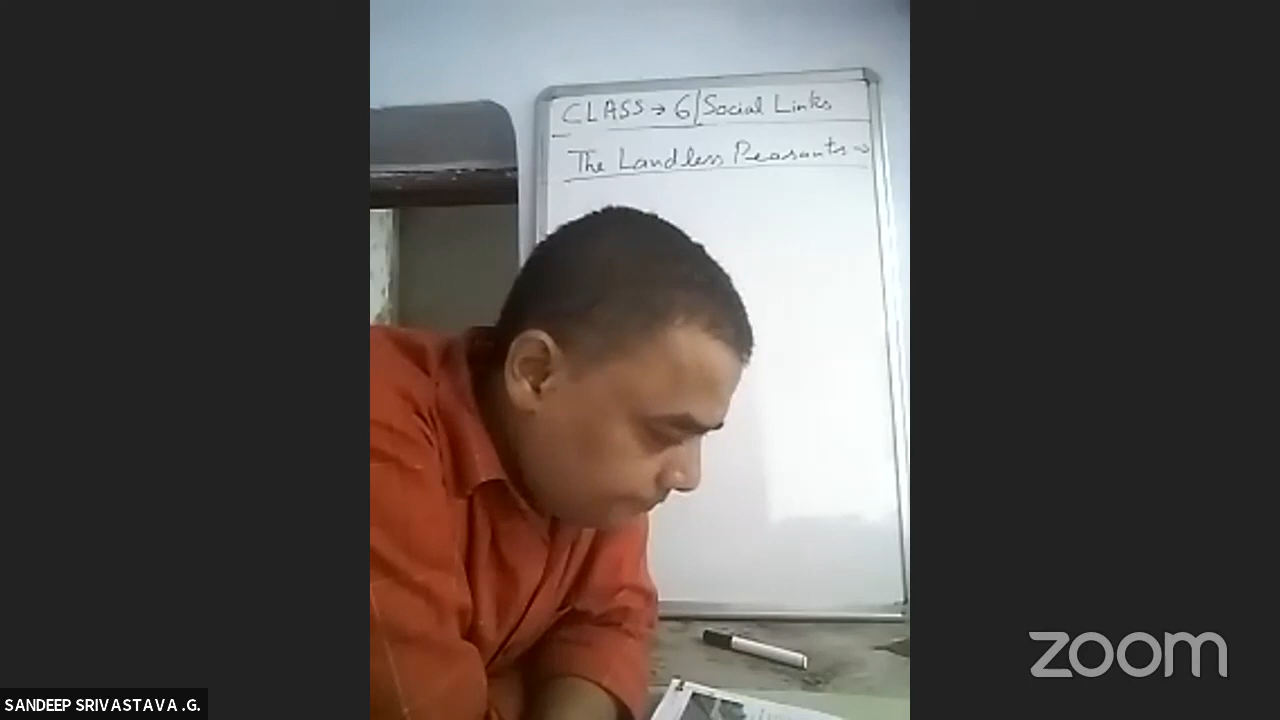 CLASS → 6 | Social Links
The Landless Peasants ⇒
zoom
SANDEEP SRIVASTAVA .G.